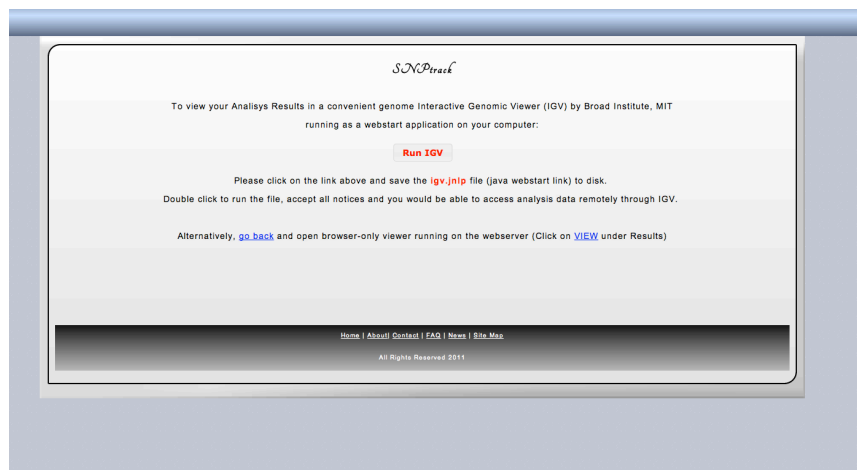 SNPtrack
To view your Analisys Results in a convenient genome Interactive Genomic Viewer (IGV) by Broad Institute, MIT
running as a webstart application on your computer:
Run IGV
Please click on the link above and save the igv.jnlp file (java webstart link) to disk.
Double click to run the file, accept all notices and you would be able to access analysis data remotely through IGV.
Alternatively, go back and open browser-only viewer running on the webserver (Click on VIEW under Results)
Home | About| Contact | FAQ | News | Site Map
All Rights Reserved 2011